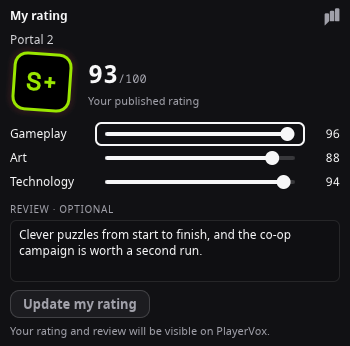 My rating
Portal 2
S+
93/100
Your published rating
Gameplay 96
Art 88
Technology 94
REVIEW · OPTIONAL
Clever puzzles from start to finish, and the co-op
campaign is worth a second run.
Update my rating
Your rating and review will be visible on PlayerVox.